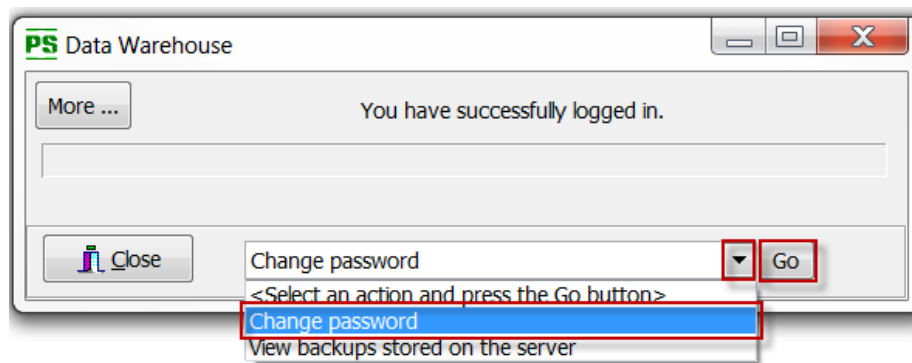 PS Data Warehouse
More ...
You have successfully logged in.
Close
Change password
Go
<Select an action and press the Go button>
Change password
View backups stored on the server